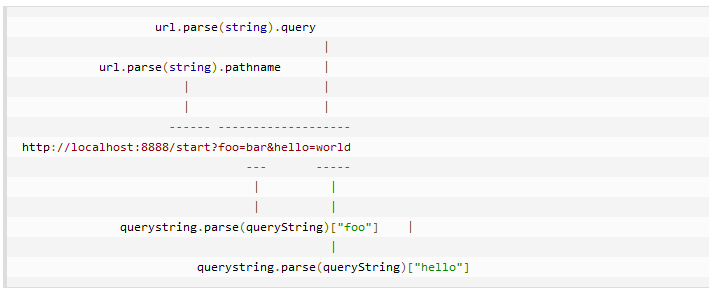 url.parse(string).query
|
url.parse(string).pathname |
| |
| |
------ -------------------
http://localhost:8888/start?foo=bar&hello=world
--- -----
| |
| |
querystring.parse(queryString)["foo"] |
|
querystring.parse(queryString)["hello"]